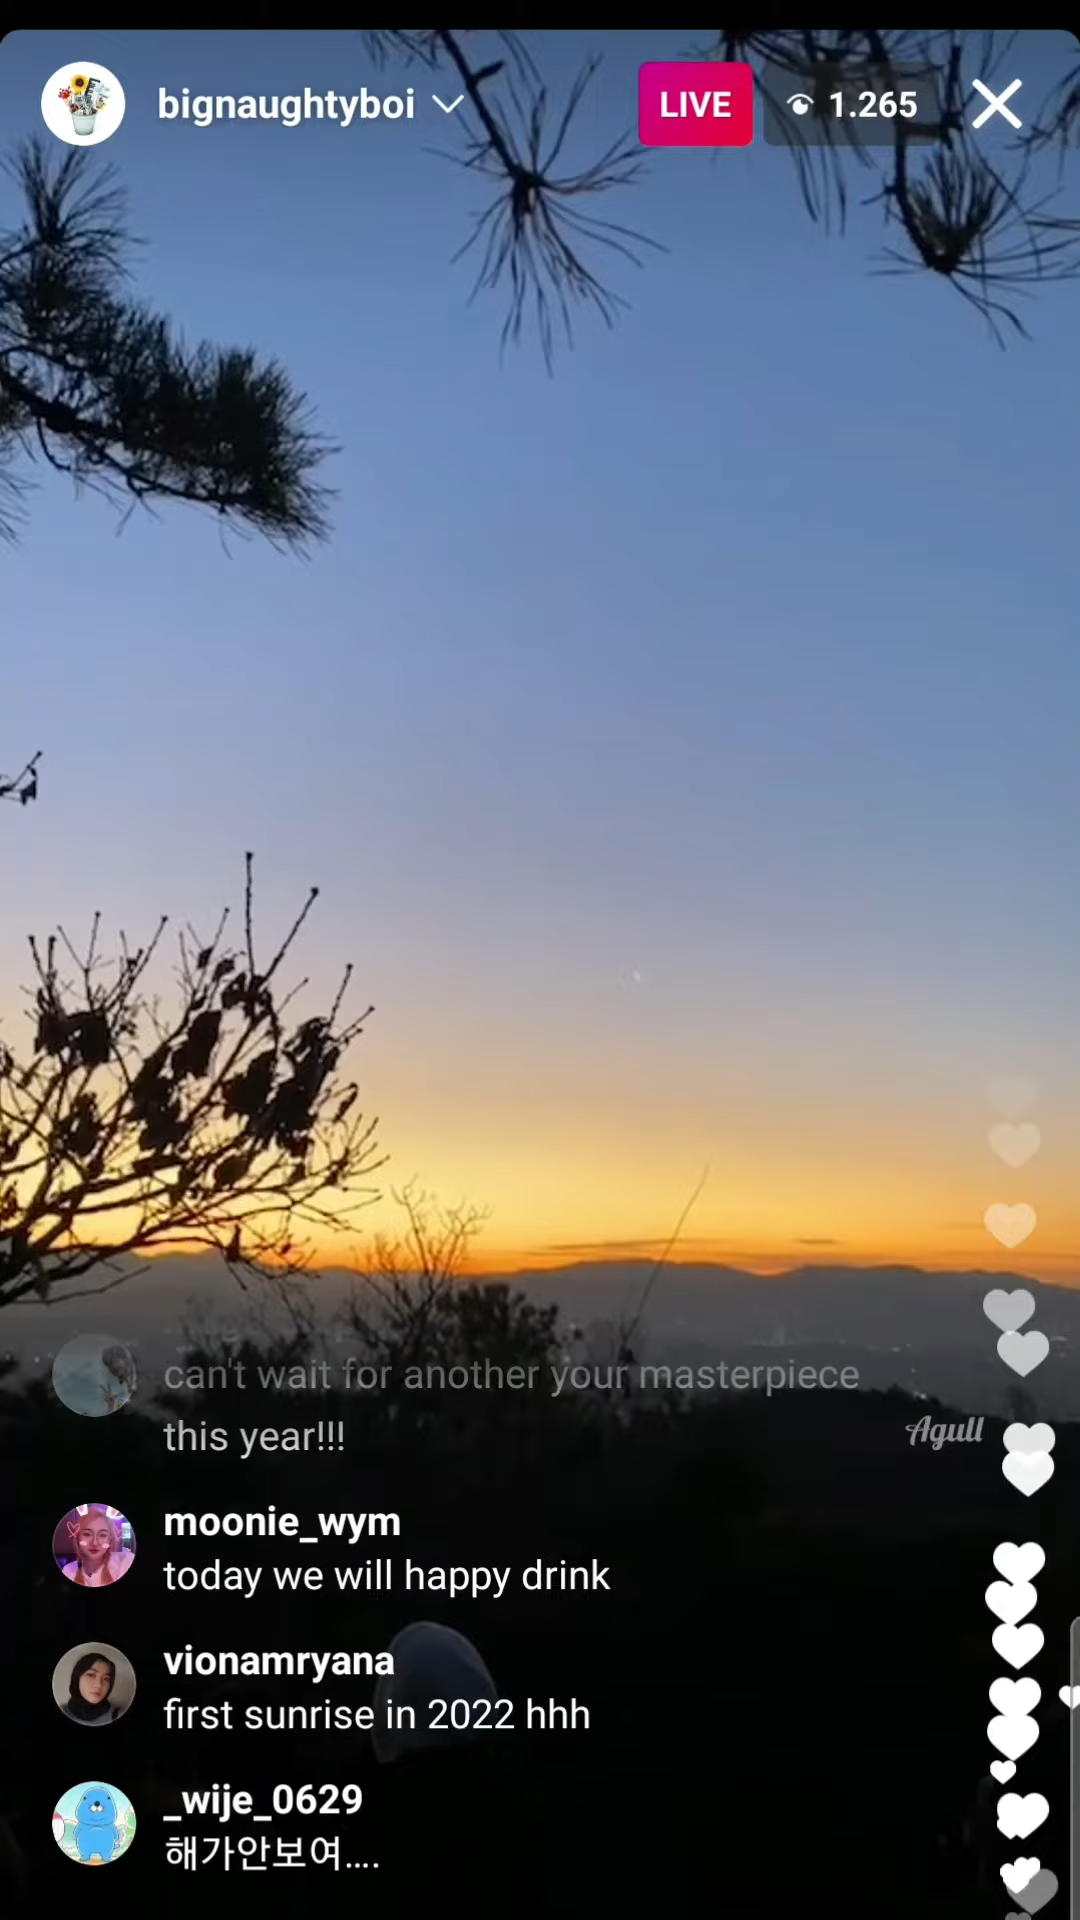 bignaughtyboi
LIVE
1.265
can't wait for another your masterpiece
this year!!!
Agull
moonie_wym
today we will happy drink
vionamryana
first sunrise in 2022 hhh
_wije_0629
해가안보여....